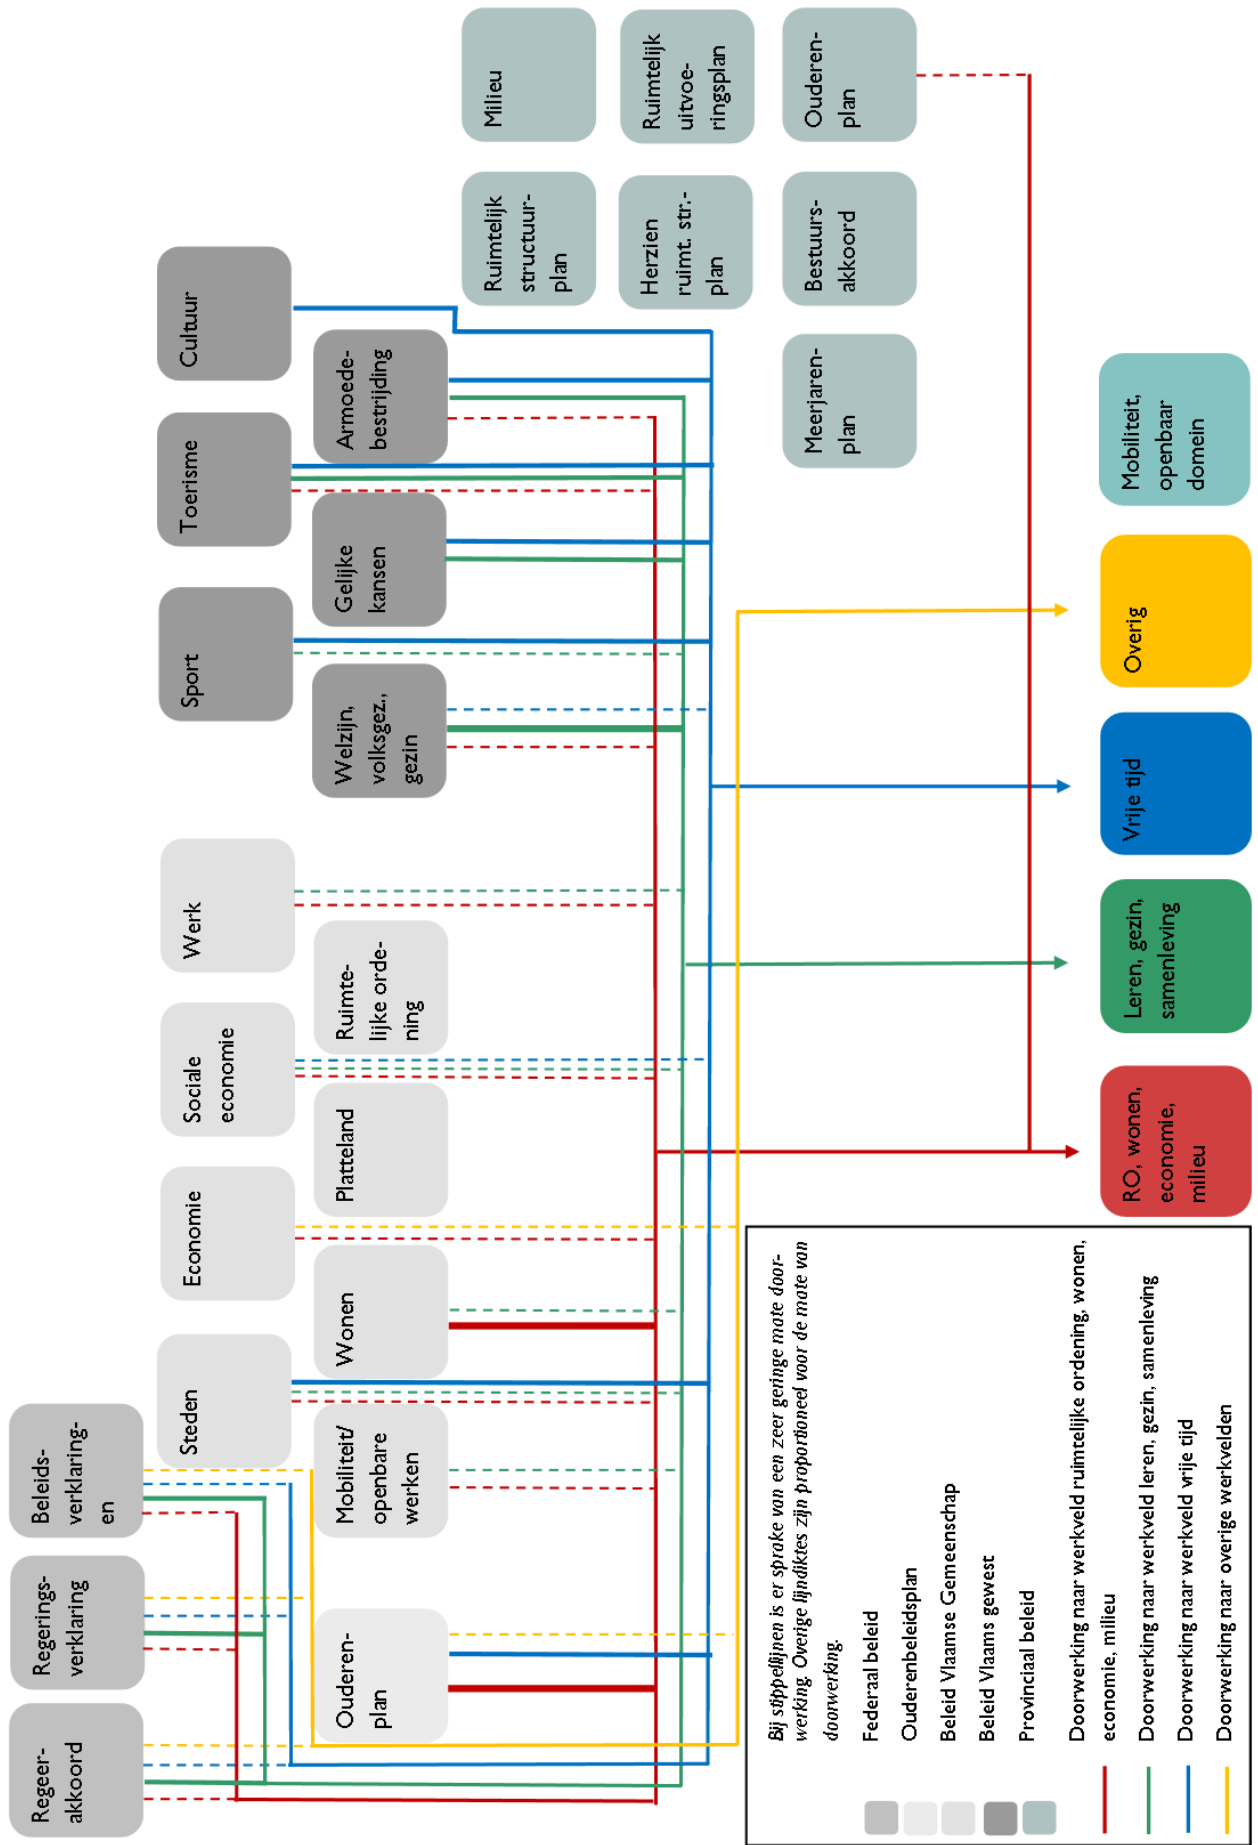 Regeer-
akkoord
Regerings-
verklaring
Beleids-
verklaring-
en
Steden
Economie
Sociale
economie
Werk
Sport
Toerisme
Cultuur
Ouderen-
plan
Mobiliteit/
openbare
werken
Wonen
Platteland
Ruimte-
lijke orde-
ning
Welzijn,
volksgez.,
gezin
Gelijke
kansen
Armoede-
bestrijding
Ruimtelijk
structuur-
plan
Milieu
Herzien
ruimt. str.-
plan
Ruimtelijk
uitvoe-
ringsplan
Meerjaren-
plan
Bestuurs-
akkoord
Ouderen-
plan
RO, wonen,
economie,
milieu
Leren, gezin,
samenleving
Vrije tijd
Overig
Mobiliteit,
openbaar
domein
Bij stippellijnen is er sprake van een zeer geringe mate door-
werking. Overige lijndiktes zijn proportioneel voor de mate van
doorwerking.
Federaal beleid
Ouderenbeleidsplan
Beleid Vlaamse Gemeenschap
Beleid Vlaams gewest
Provinciaal beleid
Doorwerking naar werkveld ruimtelijke ordening, wonen,
economie, milieu
Doorwerking naar werkveld leren, gezin, samenleving
Doorwerking naar werkveld vrije tijd
Doorwerking naar overige werkvelden